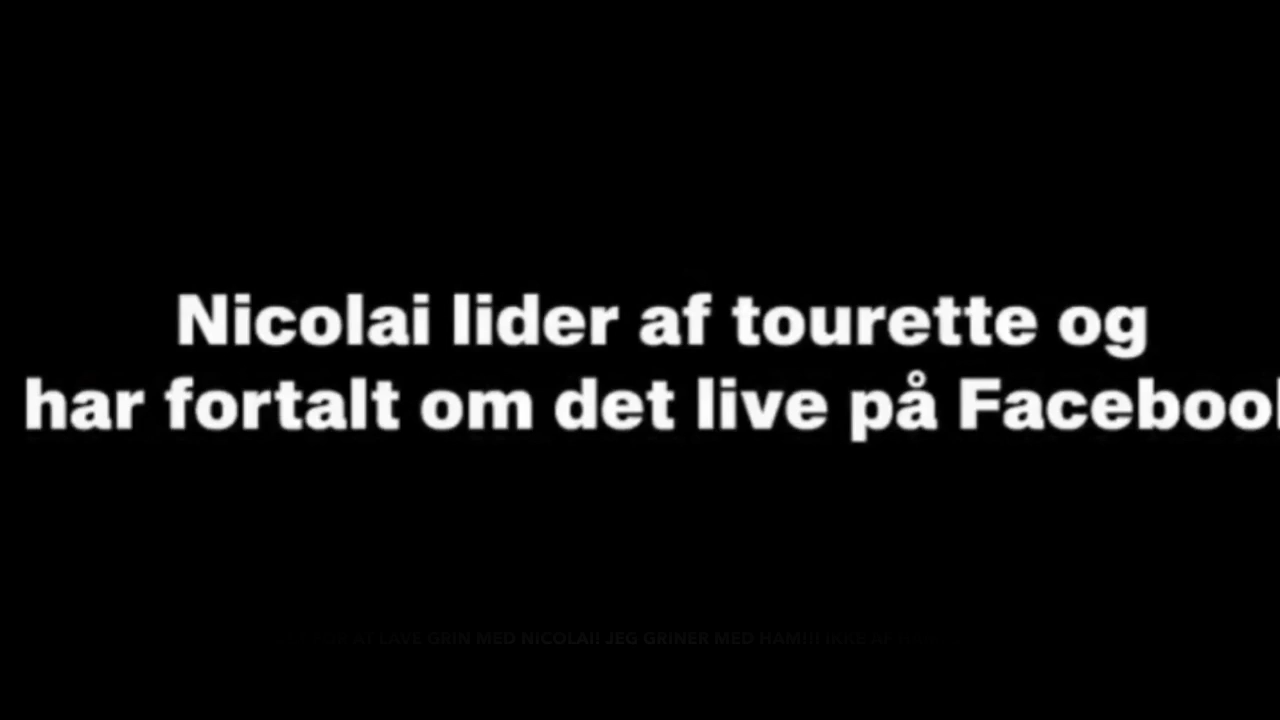 Nicolai lider af tourette og
har fortalt om det live på Faceboo
AT LAVE GRIN MED NICOLAI! JEG GRINER MED HAM!!! IKKE AF